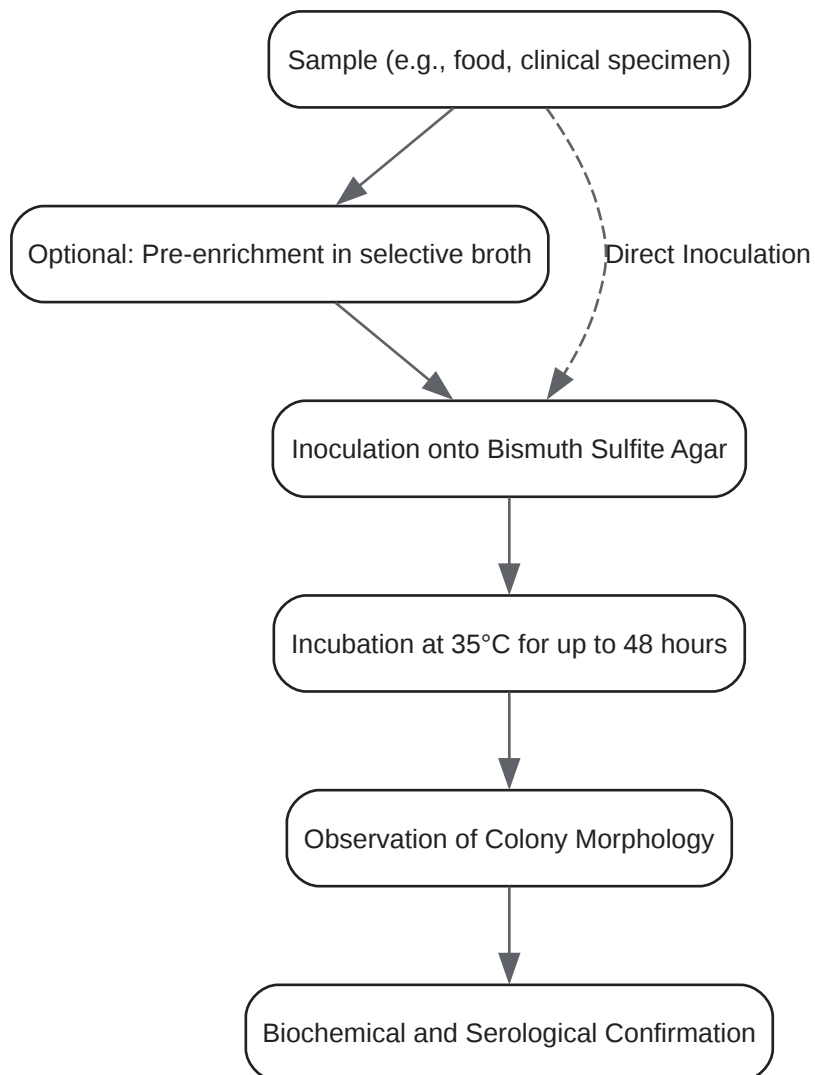 Sample (e.g., food, clinical specimen)
Optional: Pre-enrichment in selective broth
Direct Inoculation
Inoculation onto Bismuth Sulfite Agar
Incubation at 35°C for up to 48 hours
Observation of Colony Morphology
Biochemical and Serological Confirmation